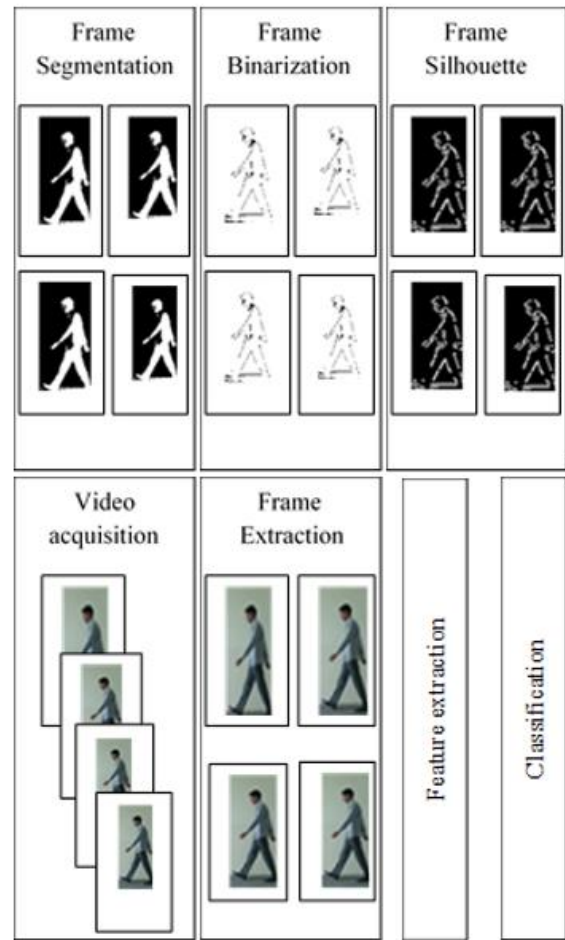 Frame
Segmentation
Frame
Binarization
Frame
Silhouette
Video
acquisition
Frame
Extraction
Feature extraction
Classification